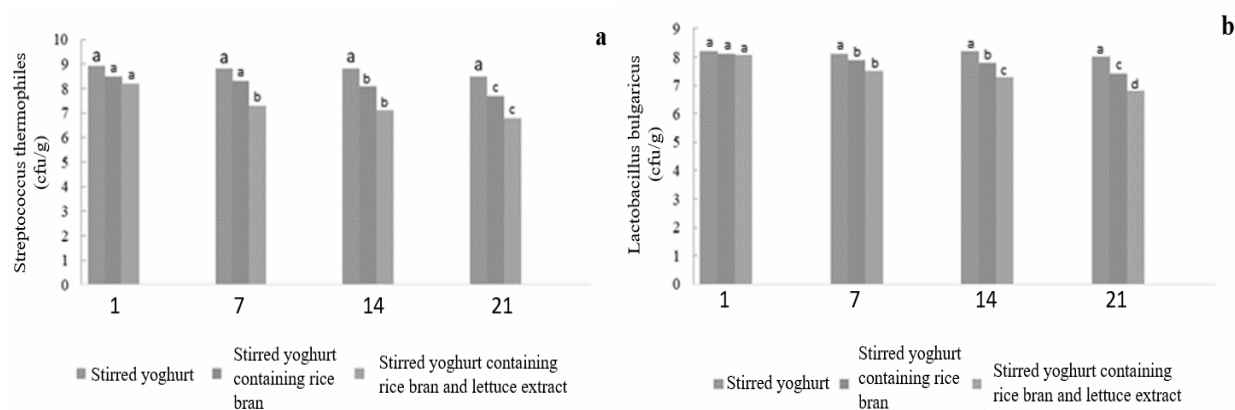 a
Streptococcus thermophiles
(cfu/g)
10
9
8
7
6
5
4
3
2
1
0
a a a
a a b
a b b
a c c
1 7 14 21
Stirred yoghurt
Stirred yoghurt
containing rice
bran
Stirred yoghurt containing
rice bran and lettuce extract
b
Lactobacillus bulgaricus
(cfu/g)
9
8
7
6
5
4
3
2
1
0
a a a
a b b
a b c
a c d
1 7 14 21
Stirred yoghurt
Stirred yoghurt
containing rice
bran
Stirred yoghurt containing
rice bran and lettuce extract